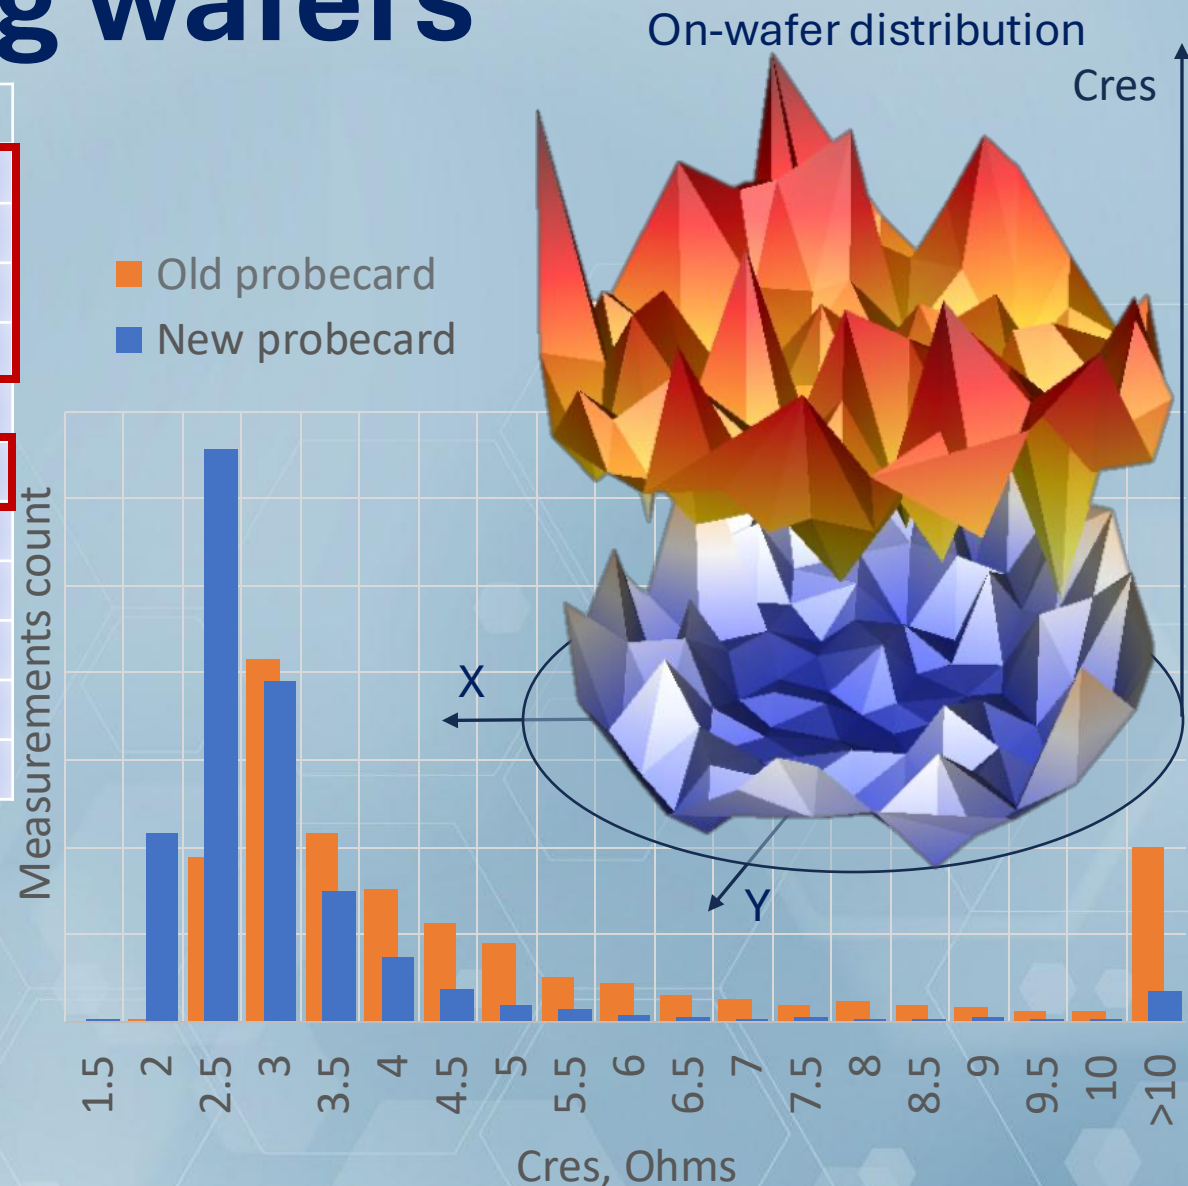 g wafers
On-wafer distribution
Cres
Old probecard
New probecard
Measurements count
X
Y
1.5 2 2.5 3 3.5 4 4.5 5 5.5 6 6.5 7 7.5 8 8.5 9 9.5 10 >10
Cres, Ohms